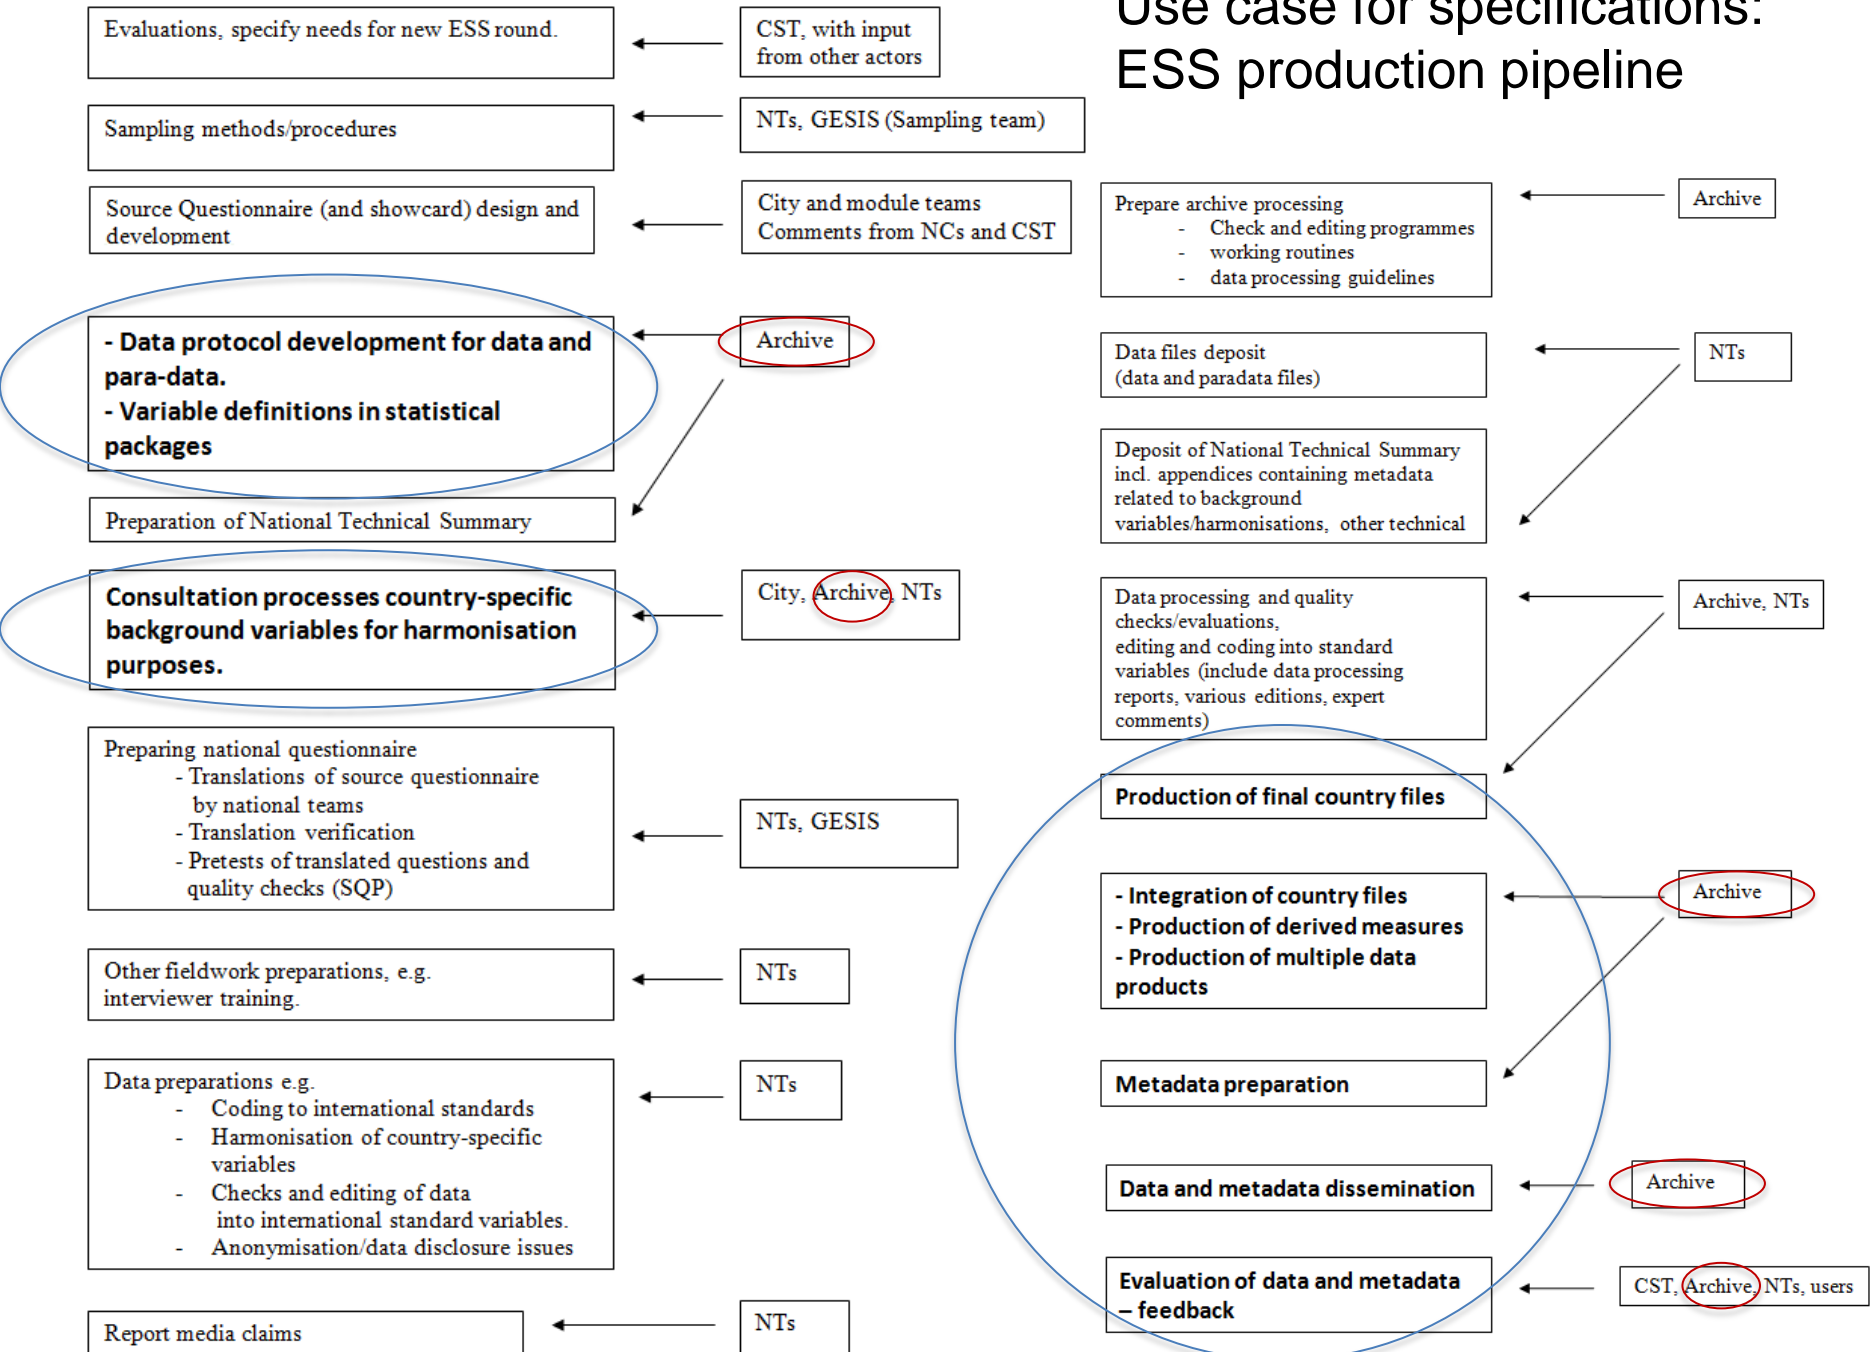 Use case for specifications:
ESS production pipeline
Evaluations, specify needs for new ESS round.
CST, with input
from other actors
Sampling methods/procedures
NTs, GESIS (Sampling team)
Source Questionnaire (and showcard) design and
development
City and module teams
Comments from NCs and CST
- Data protocol development for data and
para-data.
- Variable definitions in statistical
packages
Archive
Preparation of National Technical Summary
Consultation processes country-specific
background variables for harmonisation
purposes.
City, Archive, NTs
Preparing national questionnaire
- Translations of source questionnaire
by national teams
- Translation verification
- Pretests of translated questions and
quality checks (SQP)
NTs, GESIS
Other fieldwork preparations, e.g.
interviewer training.
NTs
Data preparations e.g.
- Coding to international standards
- Harmonisation of country-specific
variables
- Checks and editing of data
into international standard variables.
- Anonymisation/data disclosure issues
NTs
Report media claims
NTs
Prepare archive processing
- Check and editing programmes
- working routines
- data processing guidelines
Archive
Data files deposit
(data and paradata files)
NTs
Deposit of National Technical Summary
incl. appendices containing metadata
related to background
variables/harmonisations, other technical
Data processing and quality
checks/evaluations,
editing and coding into standard
variables (include data processing
reports, various editions, expert
comments)
Archive, NTs
Production of final country files
- Integration of country files
- Production of derived measures
- Production of multiple data
products
Archive
Metadata preparation
Data and metadata dissemination
Archive
Evaluation of data and metadata
– feedback
CST, Archive, NTs, users